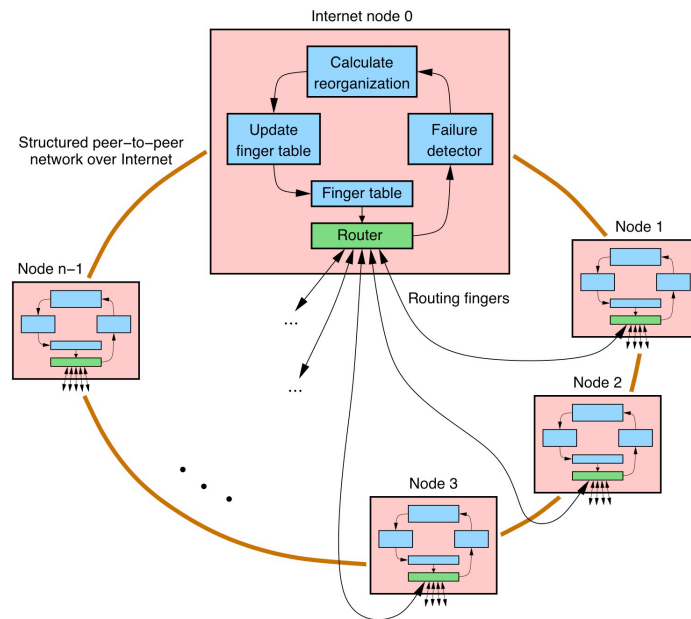 Internet node 0
Calculate
reorganization
Structured peer−to−peer
network over Internet
Update
finger table
Failure
detector
Finger table
Router
Node 1
Node n−1
Routing fingers
...
...
Node 2
Node 3